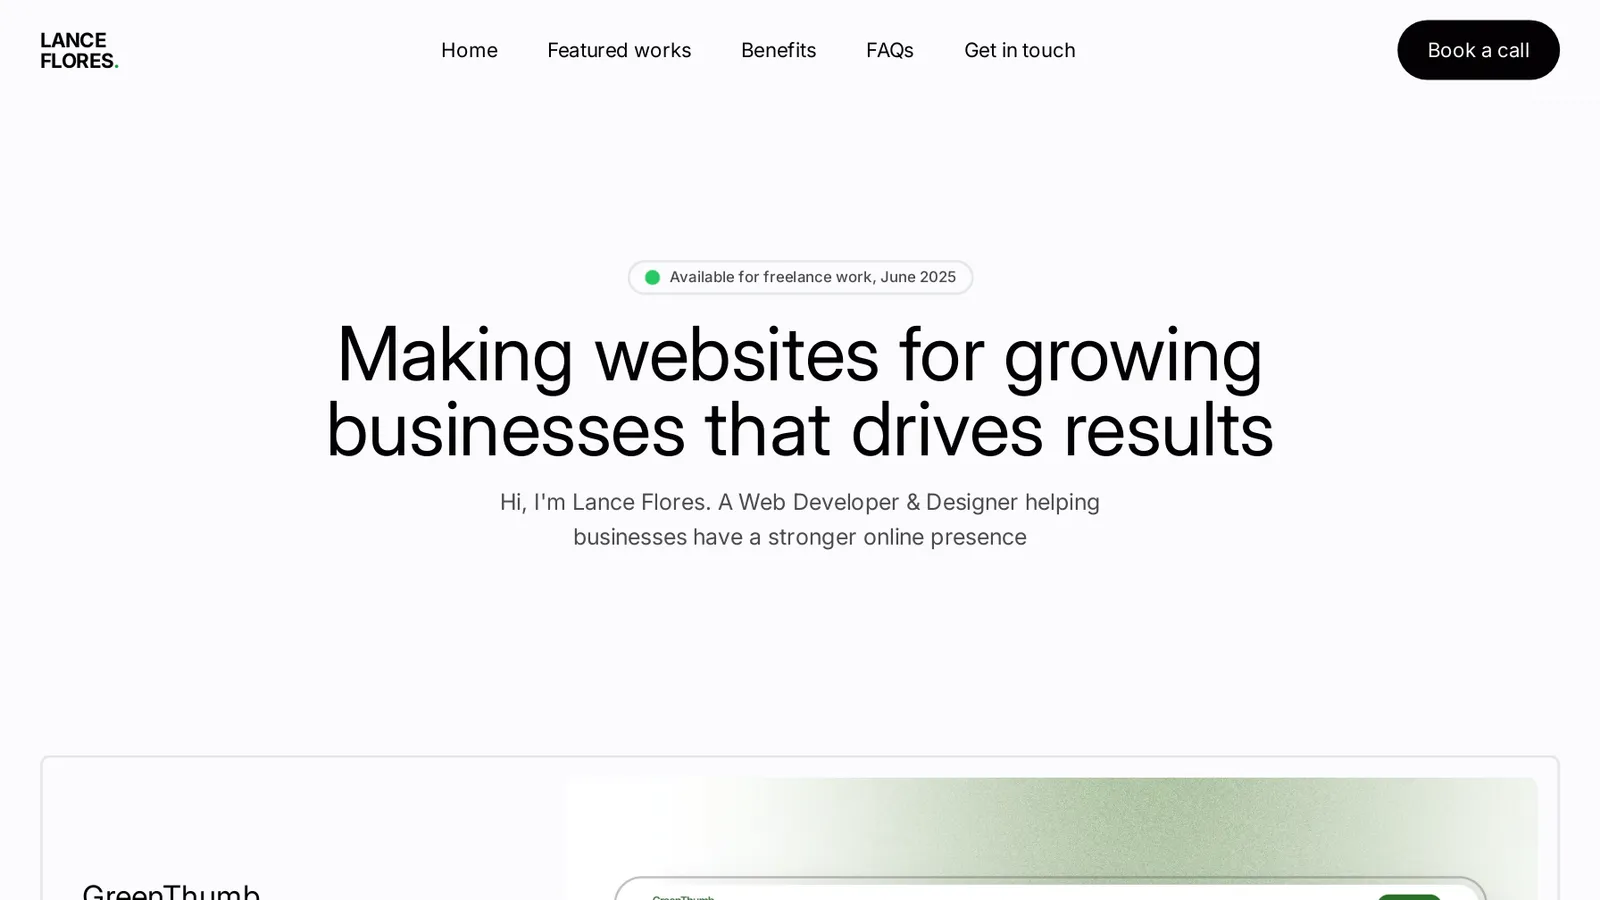 LANCE
FLORES.
Home Featured works Benefits FAQs Get in touch
Book a call
Available for freelance work, June 2025
Making websites for growing
businesses that drives results
Hi, I'm Lance Flores. A Web Developer & Designer helping
businesses have a stronger online presence
GreenThumb
GreenThumb